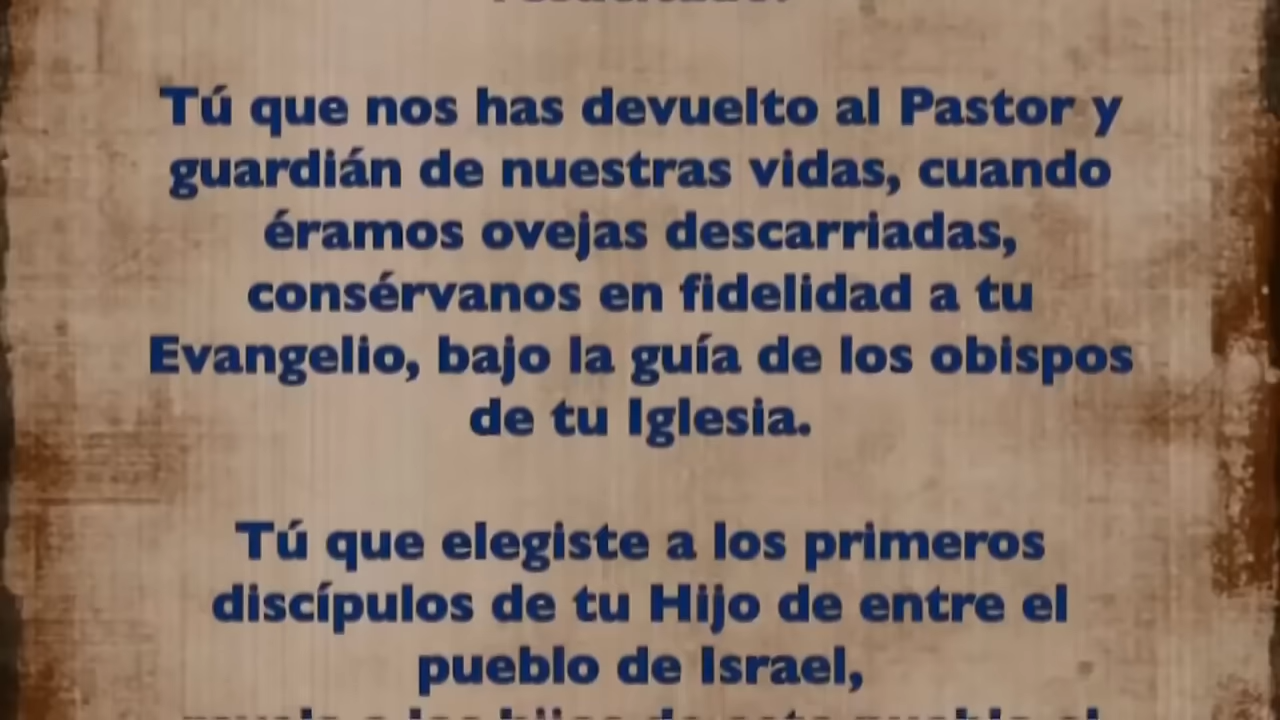 Tú que nos has devuelto al Pastor y
guardián de nuestras vidas, cuando
éramos ovejas descarriadas,
consérvanos en fidelidad a tu
Evangelio, bajo la guía de los obispos
de tu Iglesia.
Tú que elegiste a los primeros
discípulos de tu Hijo de entre el
pueblo de Israel,